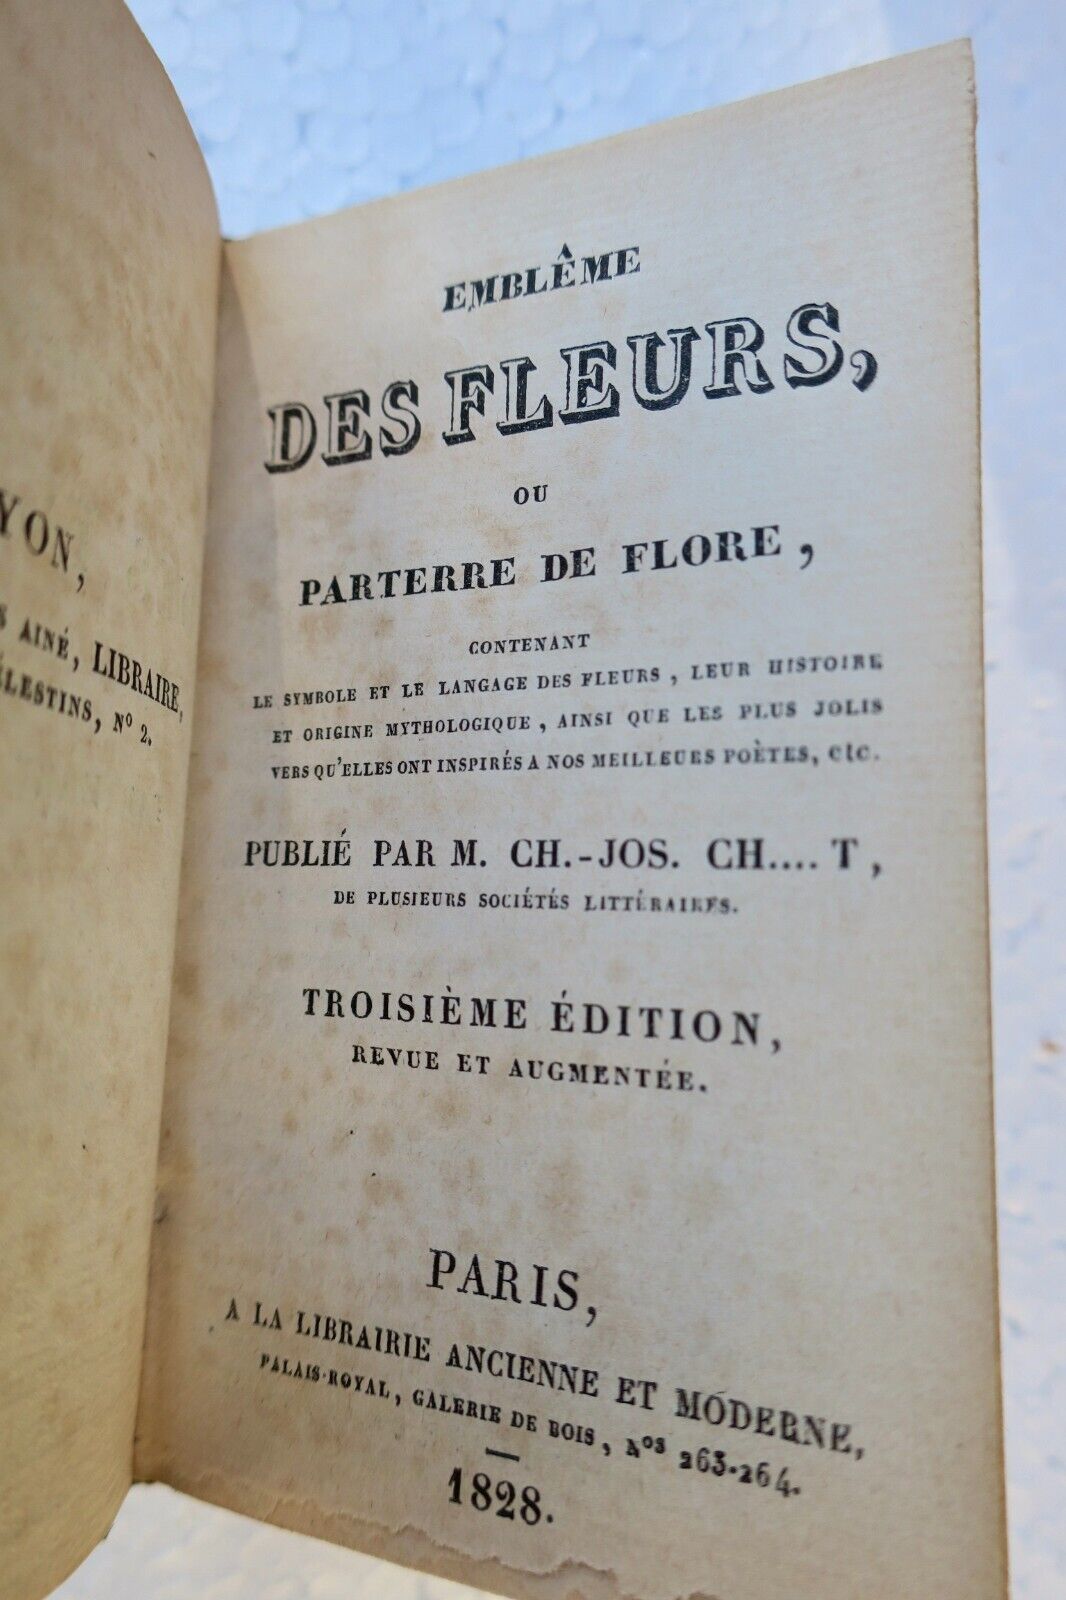 YON,
AINÉ, LIBRAIRE,
N° 2.
EMBLÊME
DES FLEURS,
OU
PARTERRE DE FLORE,
CONTENANT
LE SYMBOLE ET LE LANGAGE DES FLEURS, LEUR HISTOIRE
ET ORIGINE MYTHOLOGIQUE, AINSI QUE LES PLUS JOLIS
VERS QU'ELLES ONT INSPIRÉS A NOS MEILLEURS POÈTES, etc.
PUBLIÉ PAR M. CH.-JOS. CH.... T,
DE PLUSIEURS SOCIÉTÉS LITTÉRAIRES.
TROISIÈME ÉDITION,
REVUE ET AUGMENTÉE.
PARIS,
A LA LIBRAIRIE ANCIENNE ET MODERNE,
PALAIS-ROYAL, GALERIE DE BOIS, Nos 263-264.
1828.